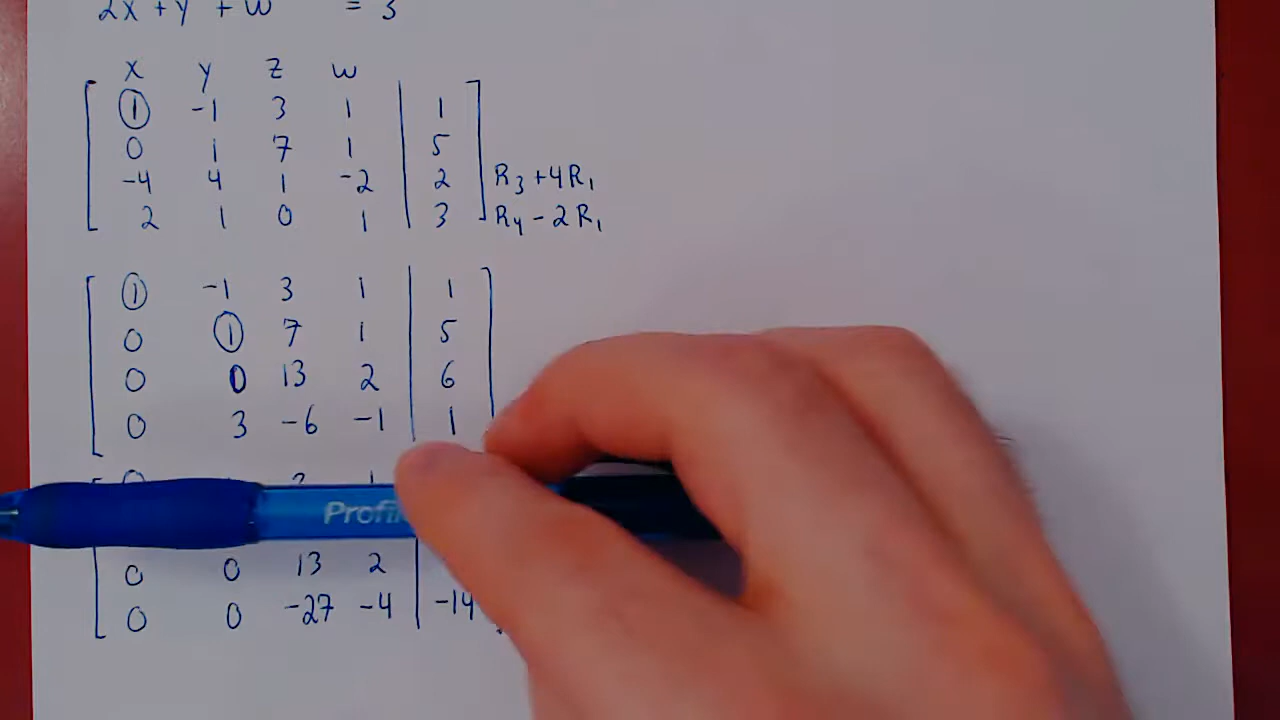 2x + y + w = 3
x y z w
1 -1 3 1 | 1
0 1 7 1 | 5
-4 4 1 -2 | 2 R3 + 4R1
2 1 0 1 | 3 R4 - 2R1
1 -1 3 1 | 1
0 1 7 1 | 5
0 0 13 2 | 6
0 3 -6 -1 | 1
0 0 13 2
0 0 -27 -4 | -14